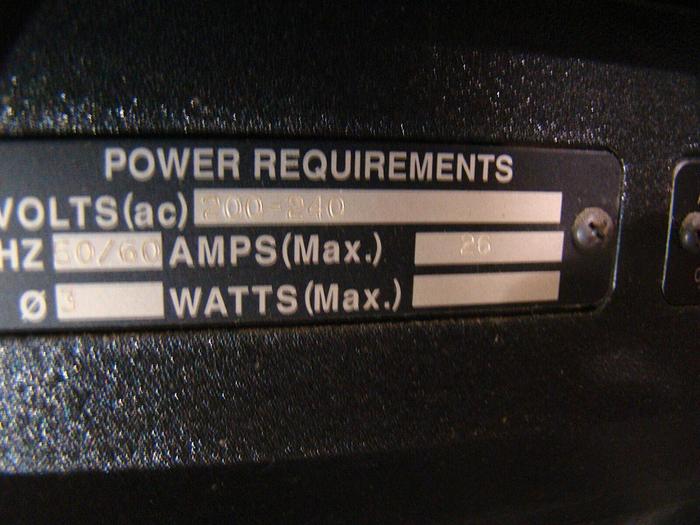 POWER REQUIREMENTS
VOLTS(ac) 200-240
HZ 50/60 AMPS(Max.) 26
Ø 3 WATTS(Max.)